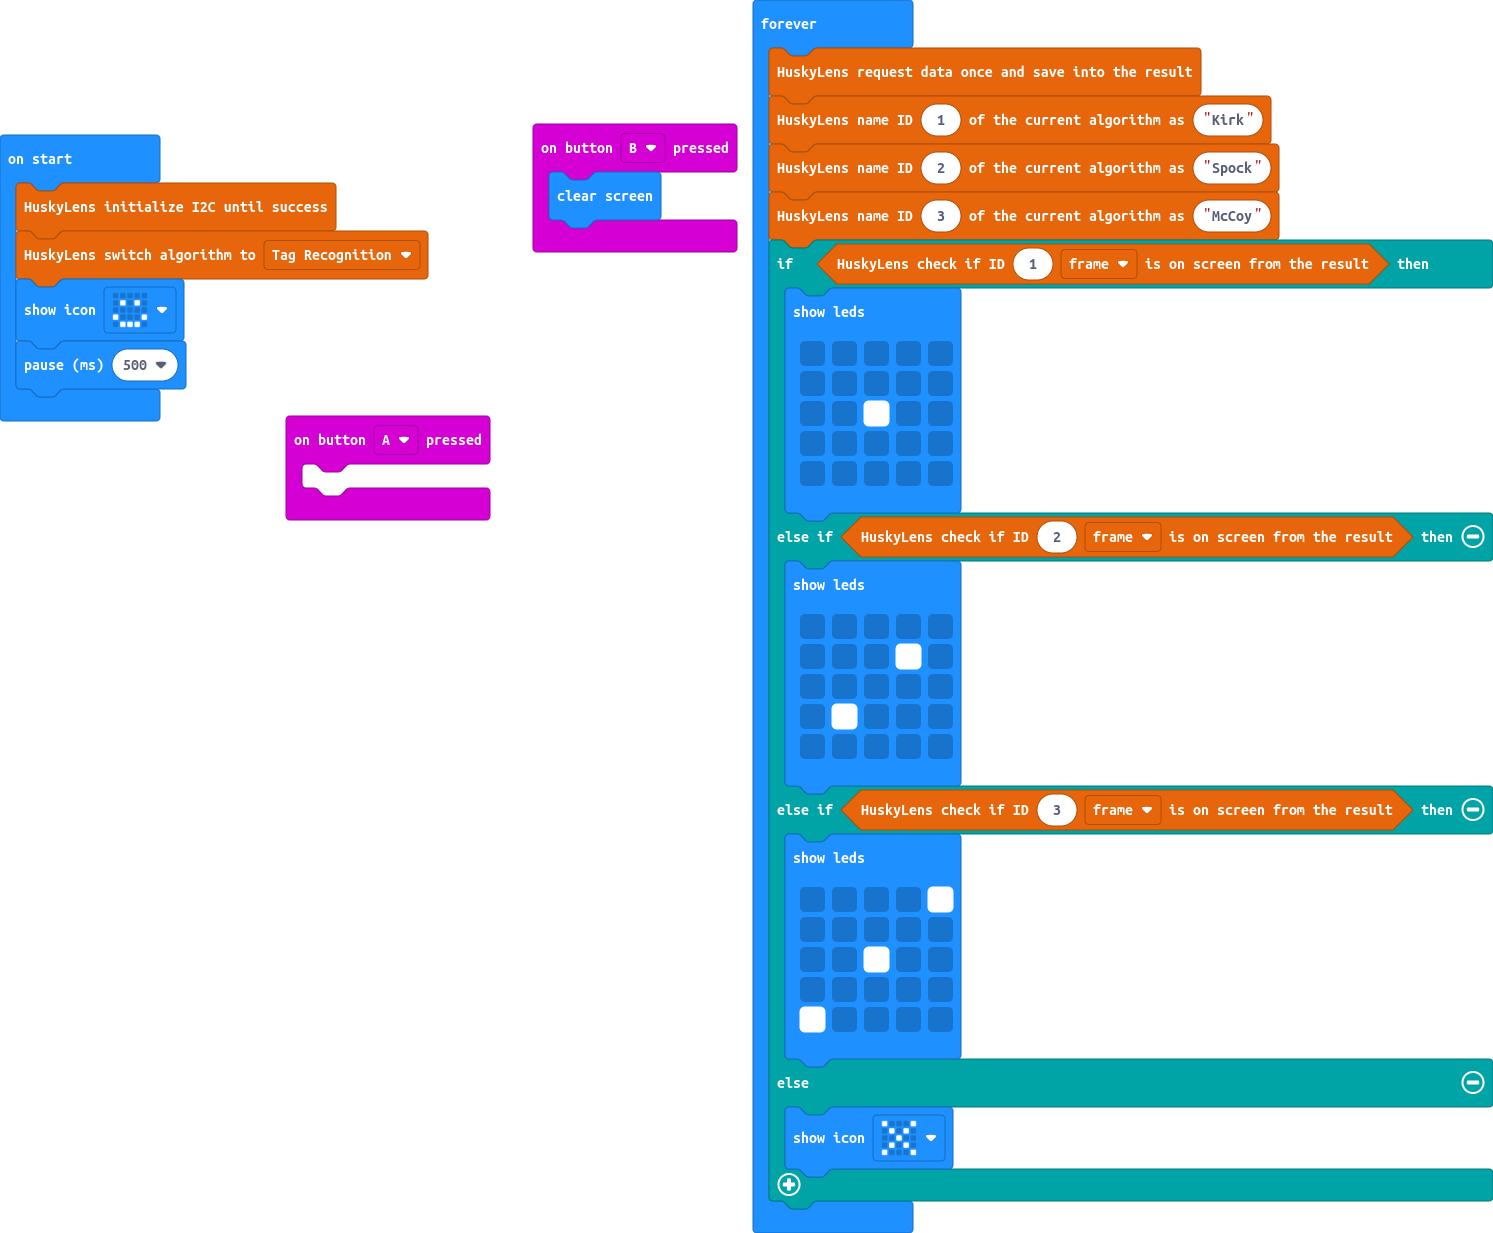 on start
HuskyLens initialize I2C until success
HuskyLens switch algorithm to Tag Recognition
show icon
pause (ms) 500
on button A pressed
on button B pressed
clear screen
forever
HuskyLens request data once and save into the result
HuskyLens name ID 1 of the current algorithm as "Kirk"
HuskyLens name ID 2 of the current algorithm as "Spock"
HuskyLens name ID 3 of the current algorithm as "McCoy"
if HuskyLens check if ID 1 frame is on screen from the result then
show leds
else if HuskyLens check if ID 2 frame is on screen from the result then
show leds
else if HuskyLens check if ID 3 frame is on screen from the result then
show leds
else
show icon